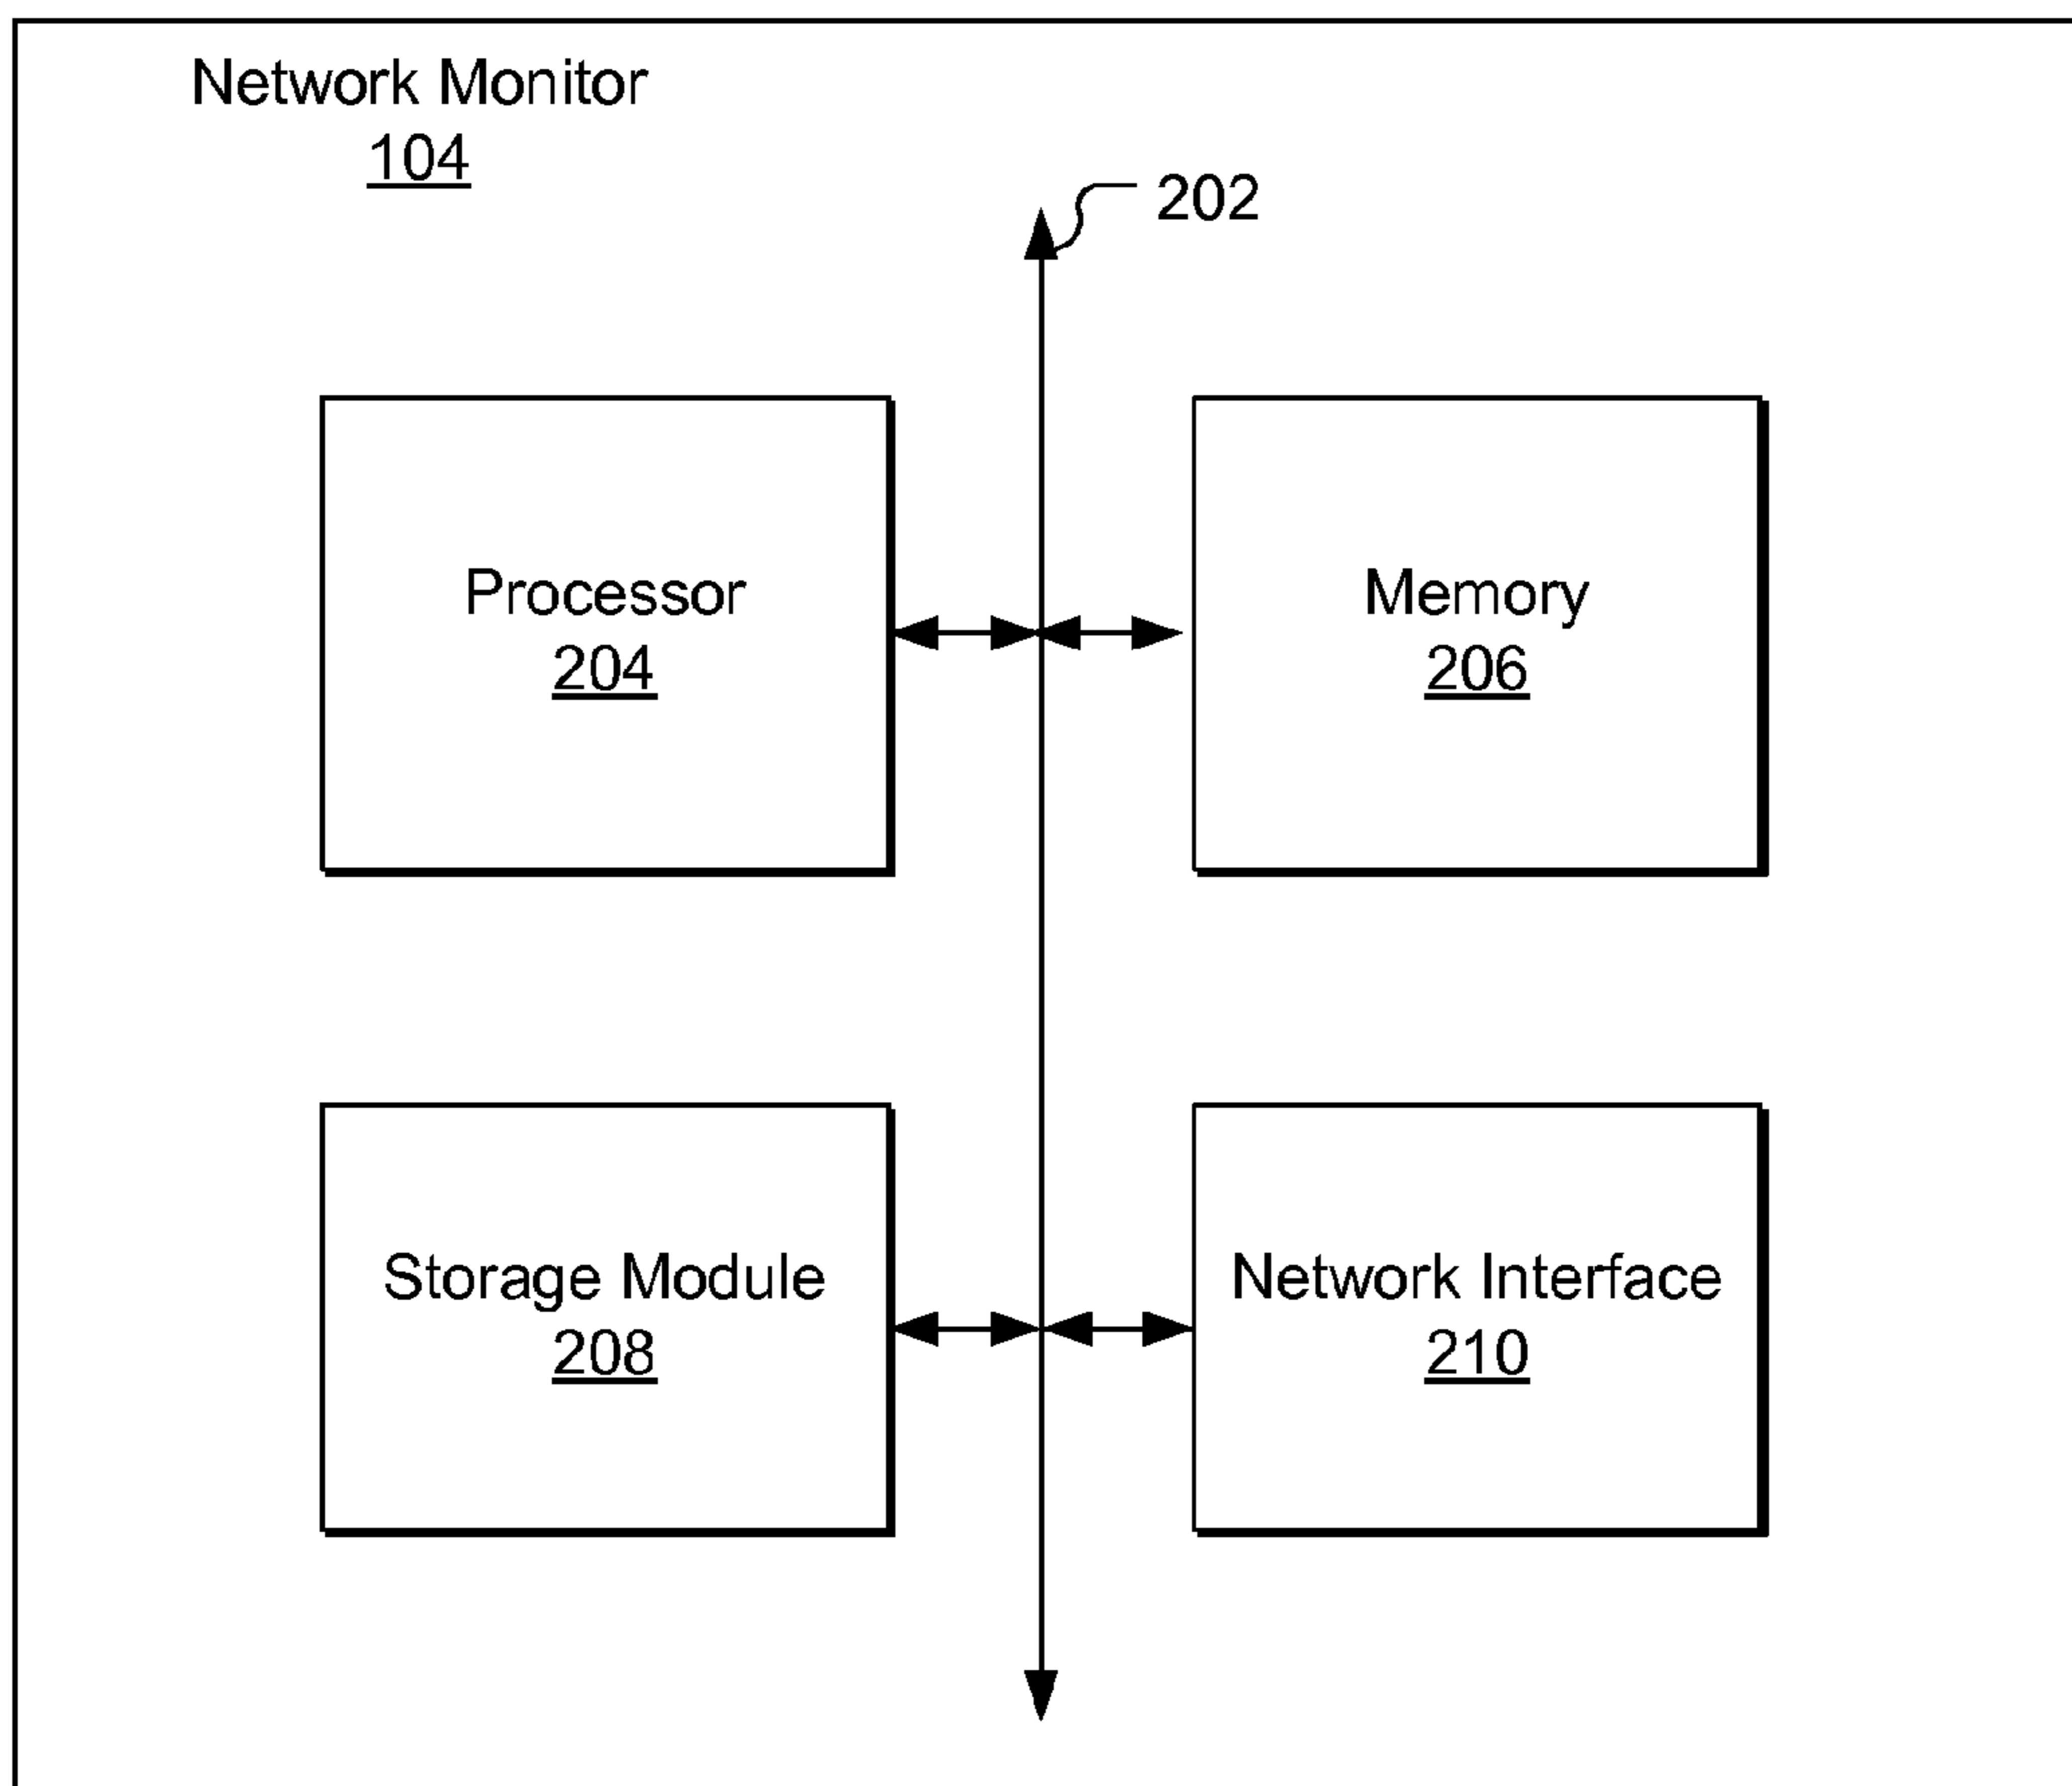 Network Monitor
104
202
Processor
204
Memory
206
Storage Module
208
Network Interface
210